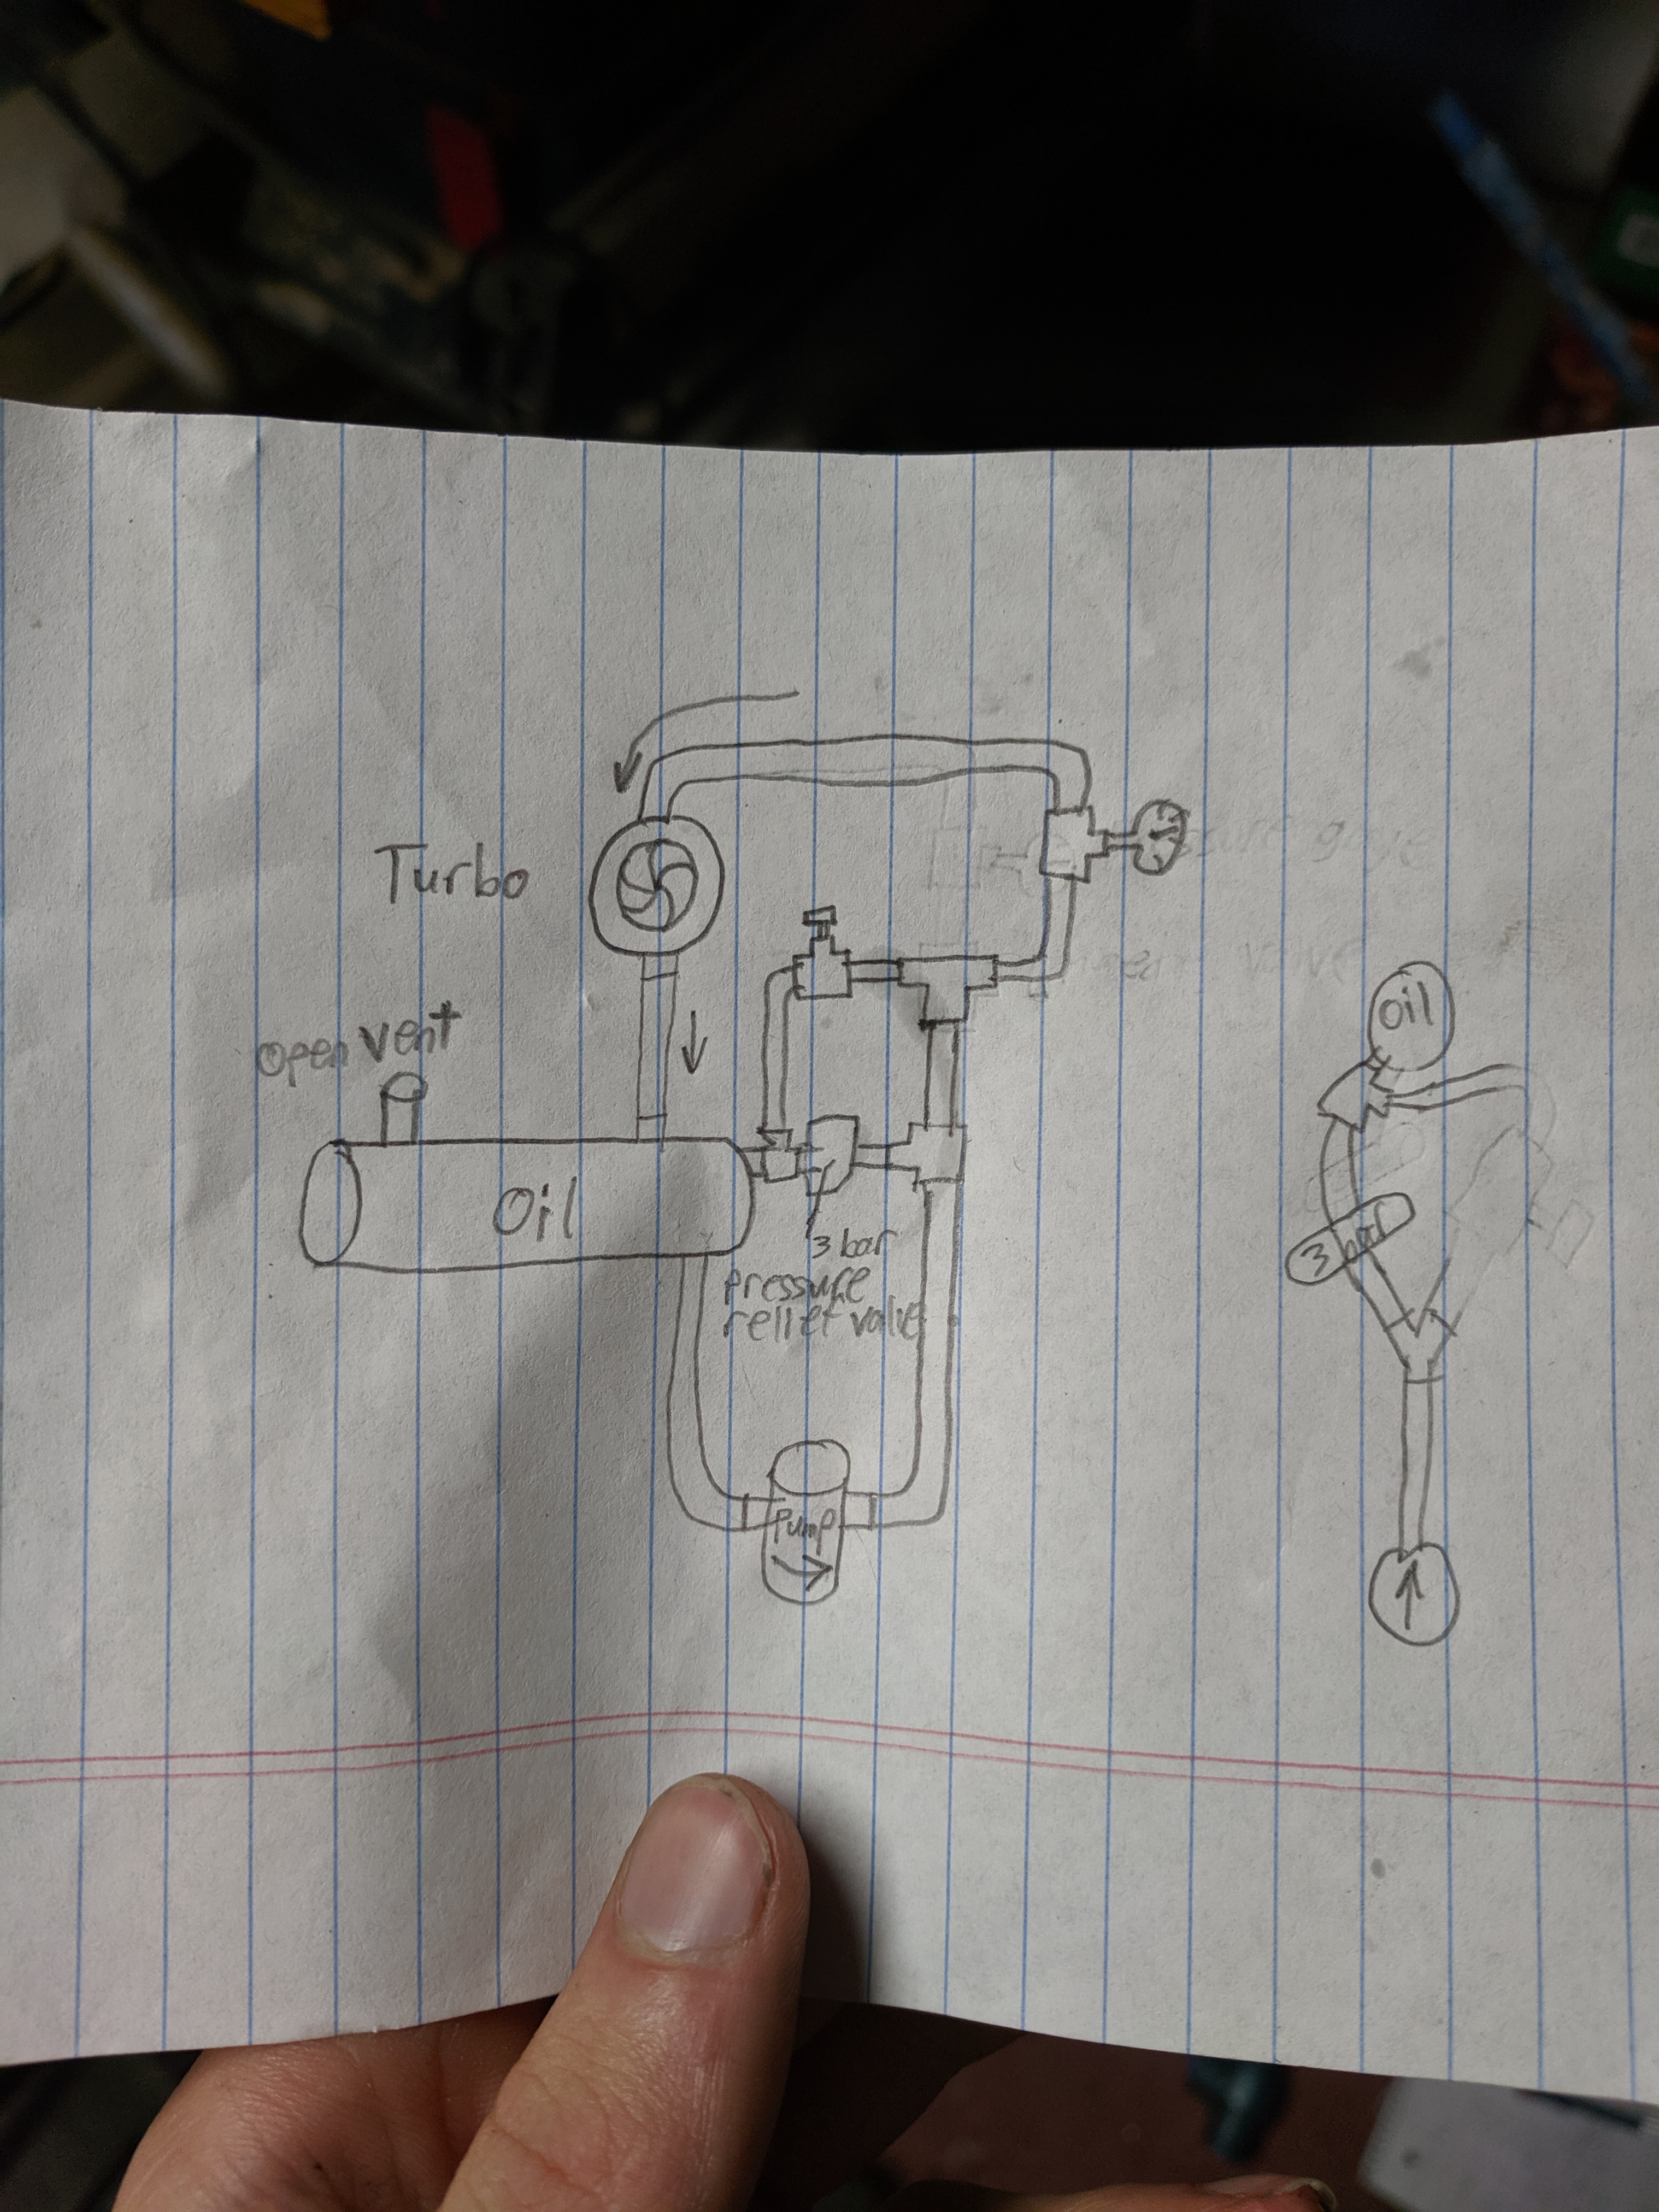 Turbo
open vent
Oil
3 bar
pressure
relief valve
Pump
Oil
3 bar